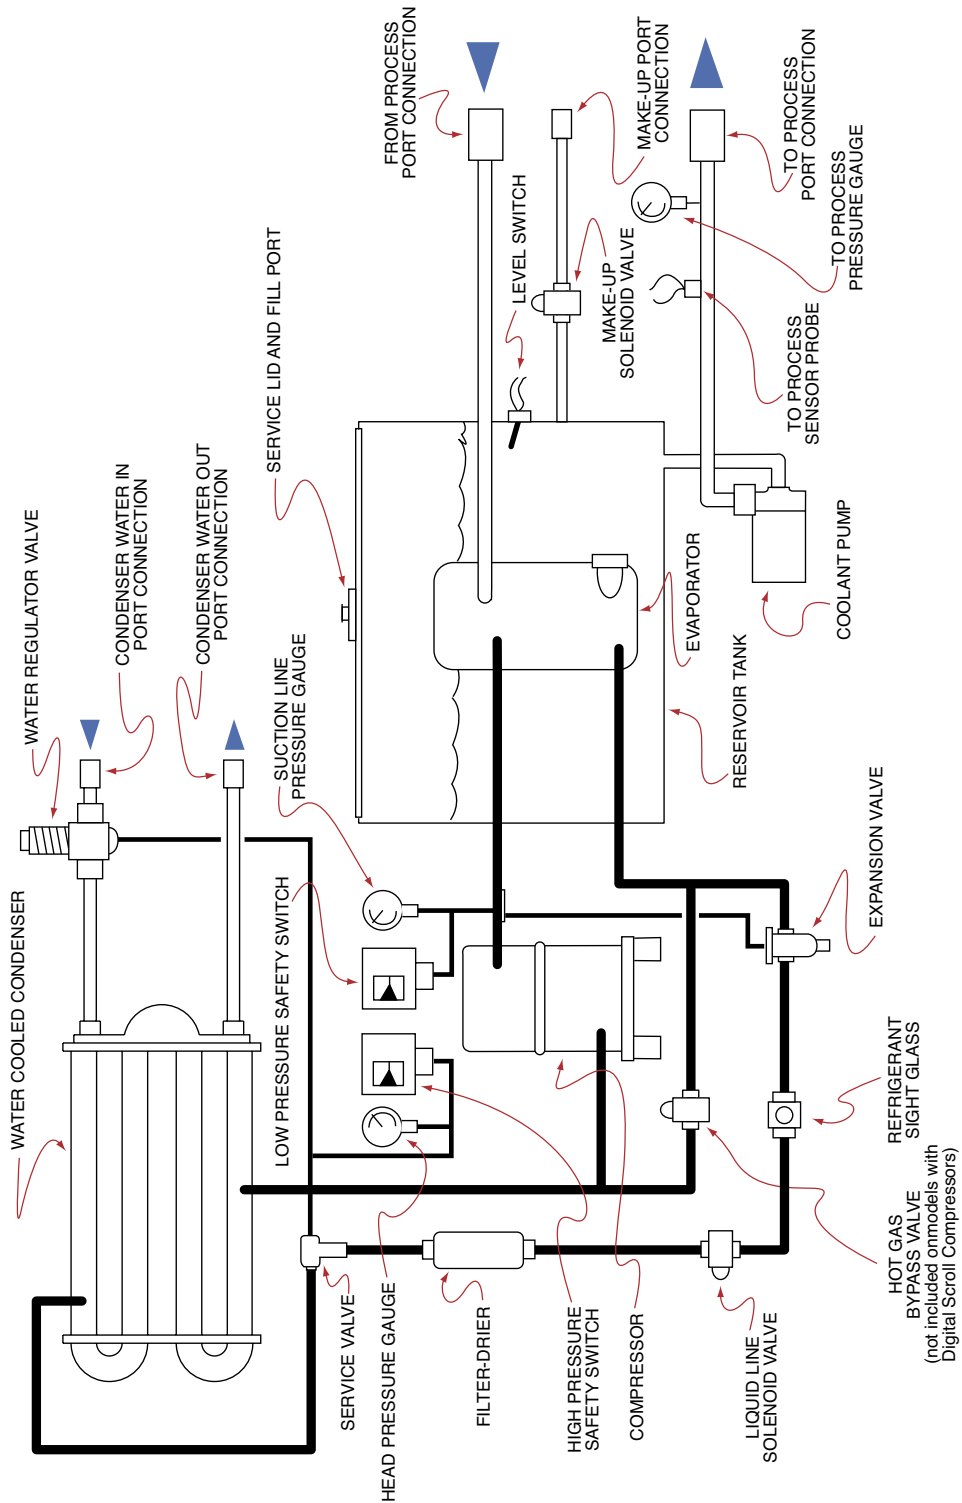 WATER COOLED CONDENSER
WATER REGULATOR VALVE
CONDENSER WATER IN
PORT CONNECTION
CONDENSER WATER OUT
PORT CONNECTION
SERVICE LID AND FILL PORT
SUCTION LINE
PRESSURE GAUGE
LOW PRESSURE SAFETY SWITCH
FROM PROCESS
PORT CONNECTION
LEVEL SWITCH
MAKE-UP
SOLENOID VALVE
MAKE-UP PORT
CONNECTION
TO PROCESS
PORT CONNECTION
TO PROCESS
PRESSURE GAUGE
TO PROCESS
SENSOR PROBE
COOLANT PUMP
EVAPORATOR
RESERVOIR TANK
EXPANSION VALVE
REFRIGERANT
SIGHT GLASS
HOT GAS
BYPASS VALVE
(not included onmodels with
Digital Scroll Compressors)
LIQUID LINE
SOLENOID VALVE
COMPRESSOR
HIGH PRESSURE
SAFETY SWITCH
FILTER-DRIER
HEAD PRESSURE GAUGE
SERVICE VALVE